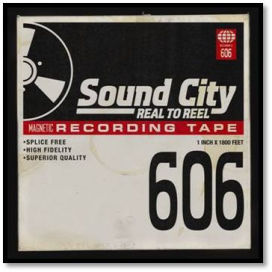 606
Sound City
REAL TO REEL
MAGNETIC RECORDING TAPE
•SPLICE FREE
•HIGH FIDELITY
•SUPERIOR QUALITY
1 INCH X 1800 FEET
606